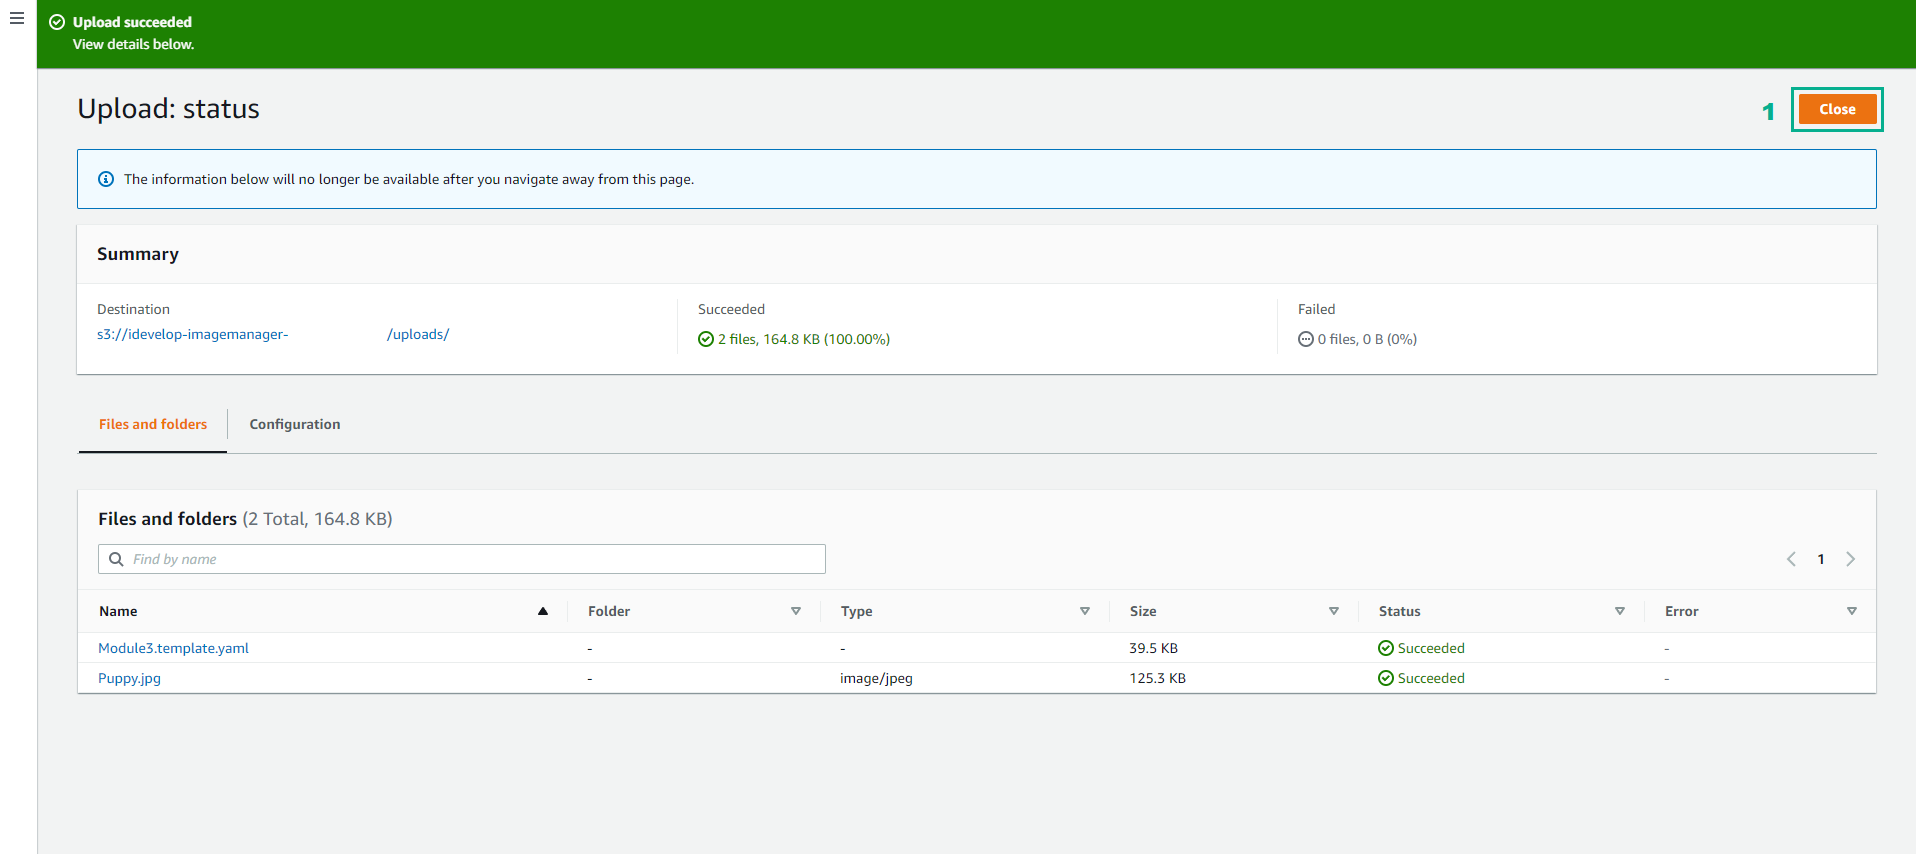 Upload succeeded
View details below.
Upload: status
1
Close
The information below will no longer be available after you navigate away from this page.
Summary
Destination
s3://idevelop-imagemanager- /uploads/
Succeeded
2 files, 164.8 KB (100.00%)
Failed
0 files, 0 B (0%)
Files and folders
Configuration
Files and folders (2 Total, 164.8 KB)
Find by name
1
Name Folder Type Size Status Error
Module3.template.yaml - - 39.5 KB Succeeded -
Puppy.jpg - image/jpeg 125.3 KB Succeeded -